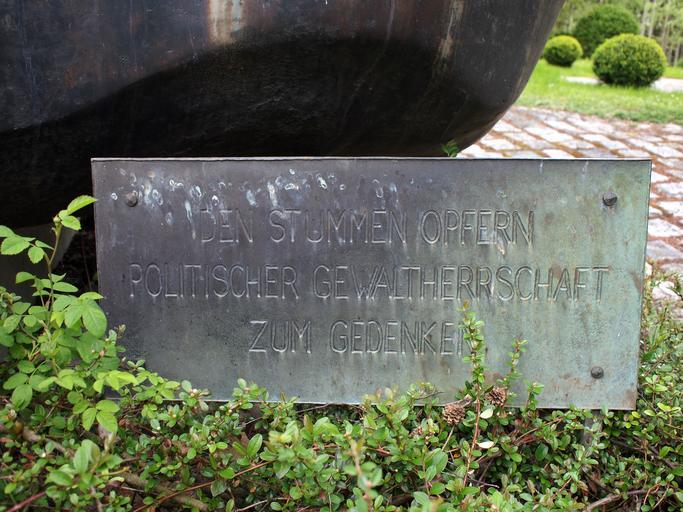 DEN STUMMEN OPFERN
POLITISCHER GEWALTHERRSCHAFT
ZUM GEDENKEN